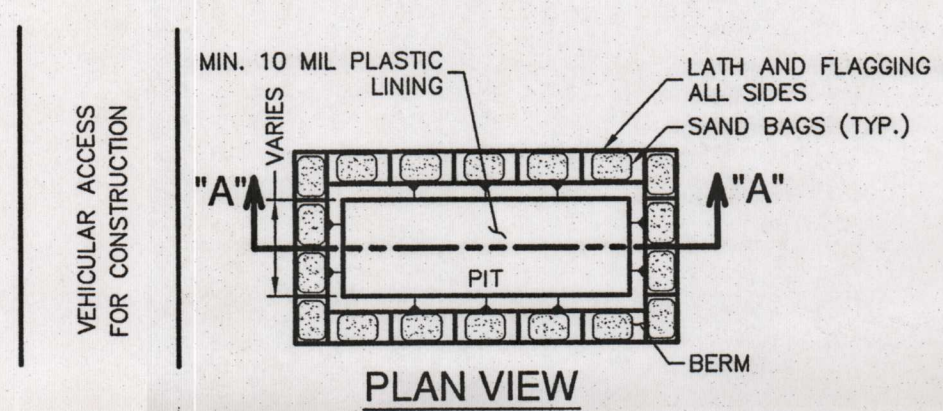 VEHICULAR ACCESS
FOR CONSTRUCTION
MIN. 10 MIL PLASTIC
LINING
VARIES
LATH AND FLAGGING
ALL SIDES
SAND BAGS (TYP.)
"A"
"A"
PIT
BERM
PLAN VIEW